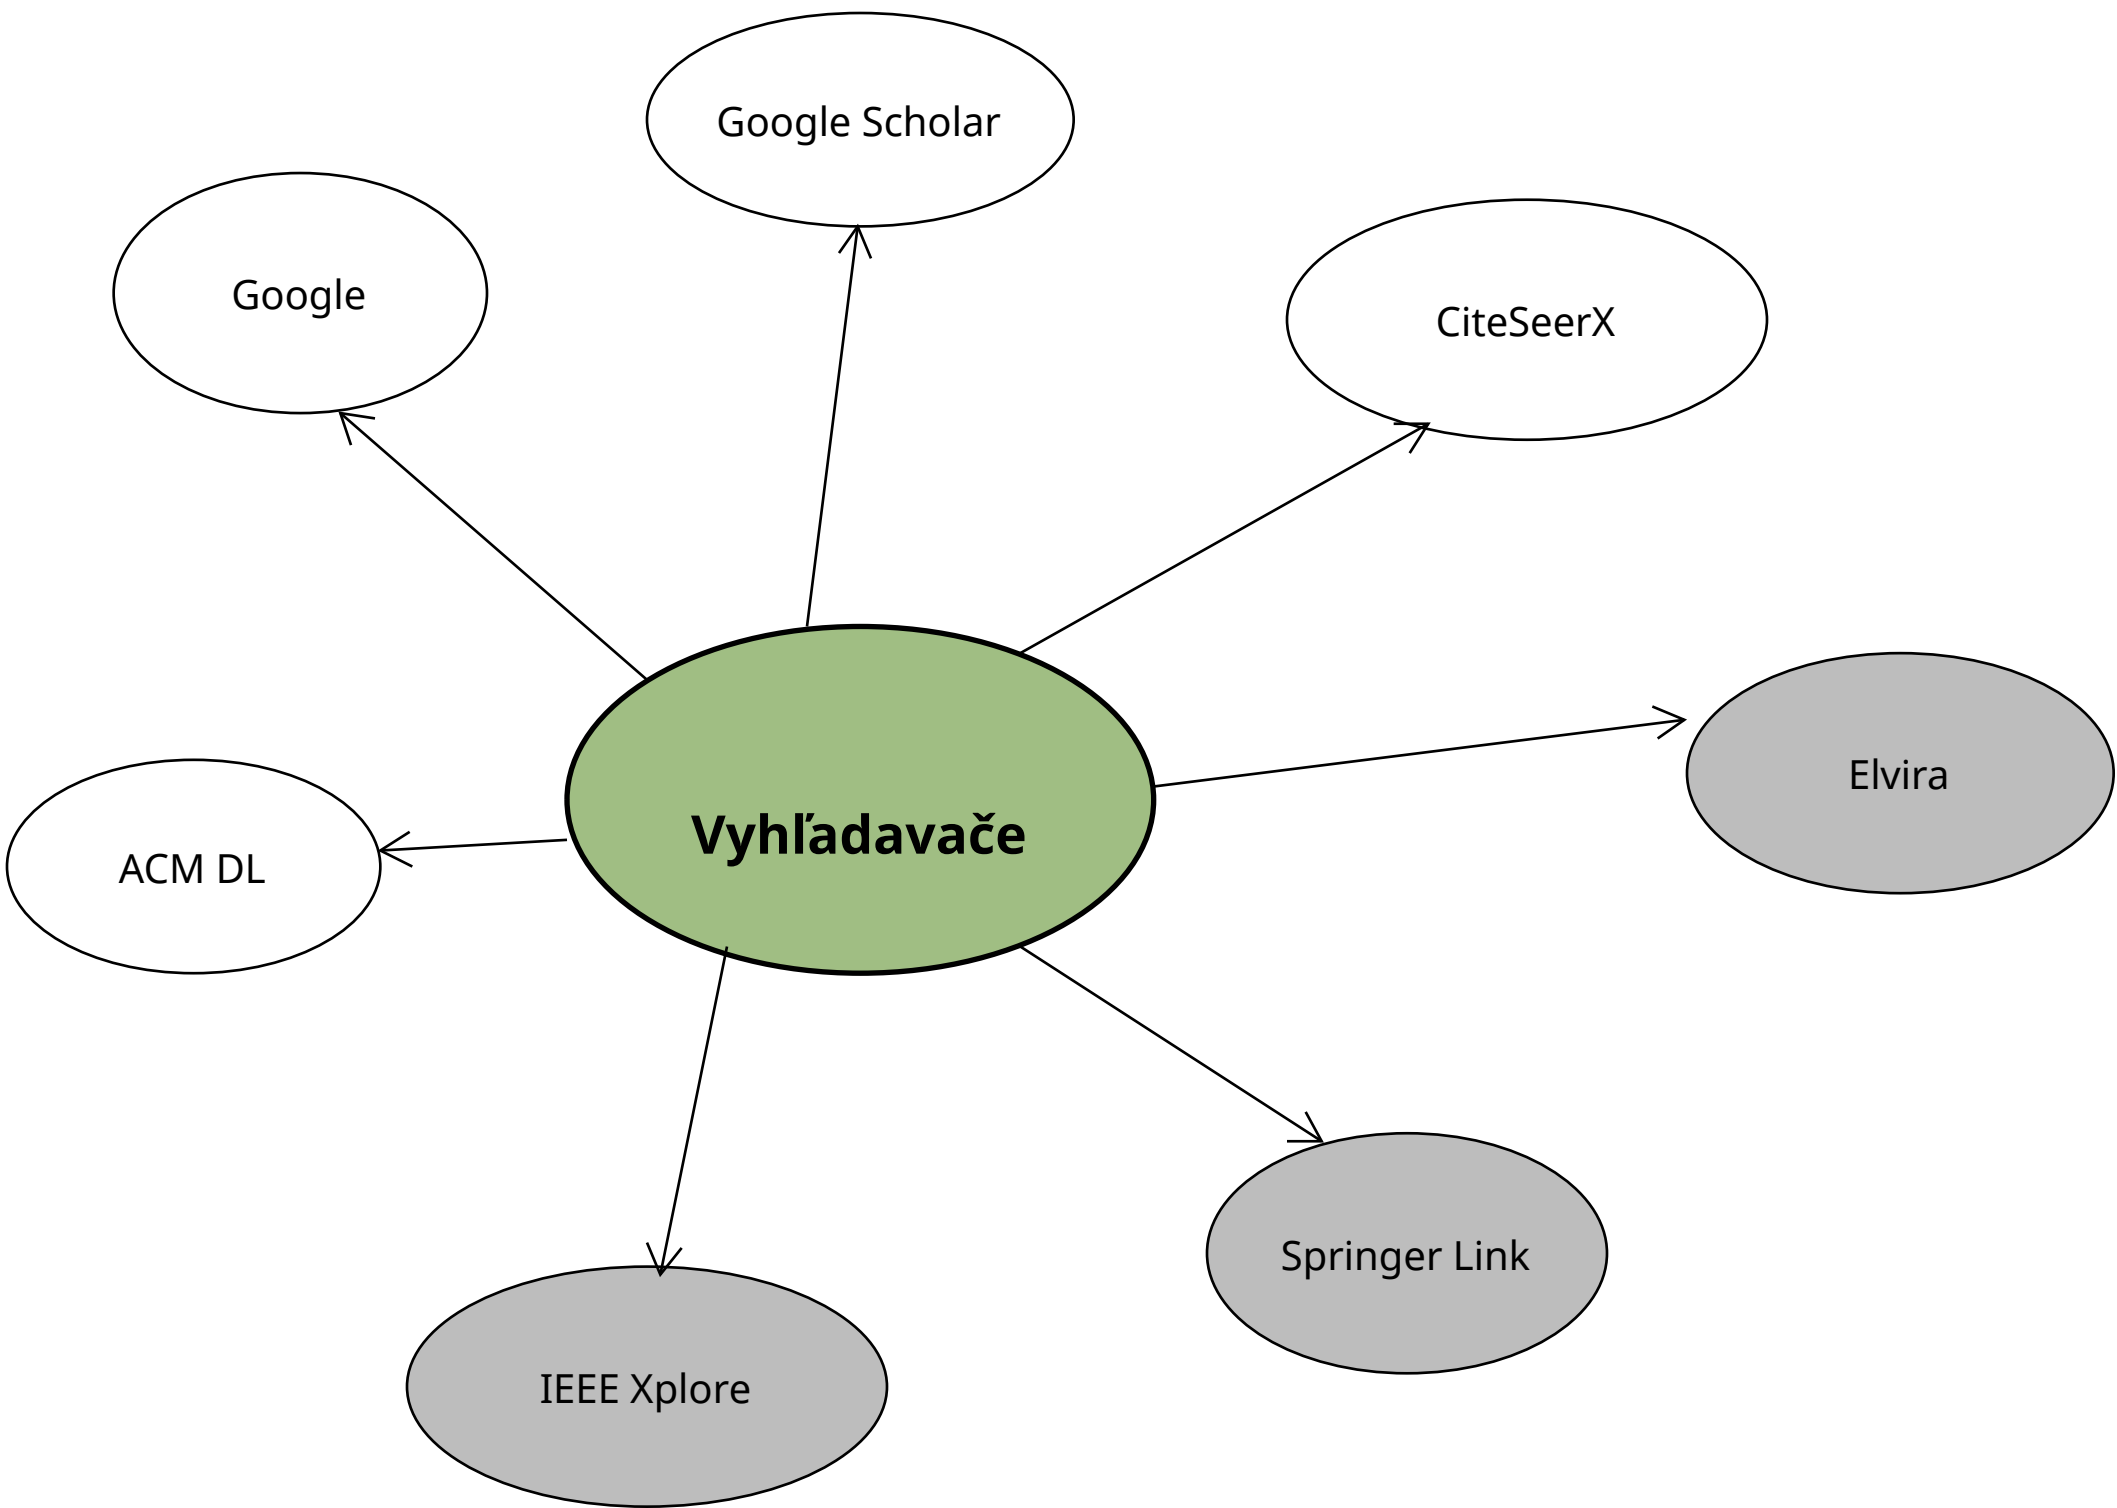 Google Scholar
Google
CiteSeerX
Elvira
Vyhľadavače
ACM DL
Springer Link
IEEE Xplore